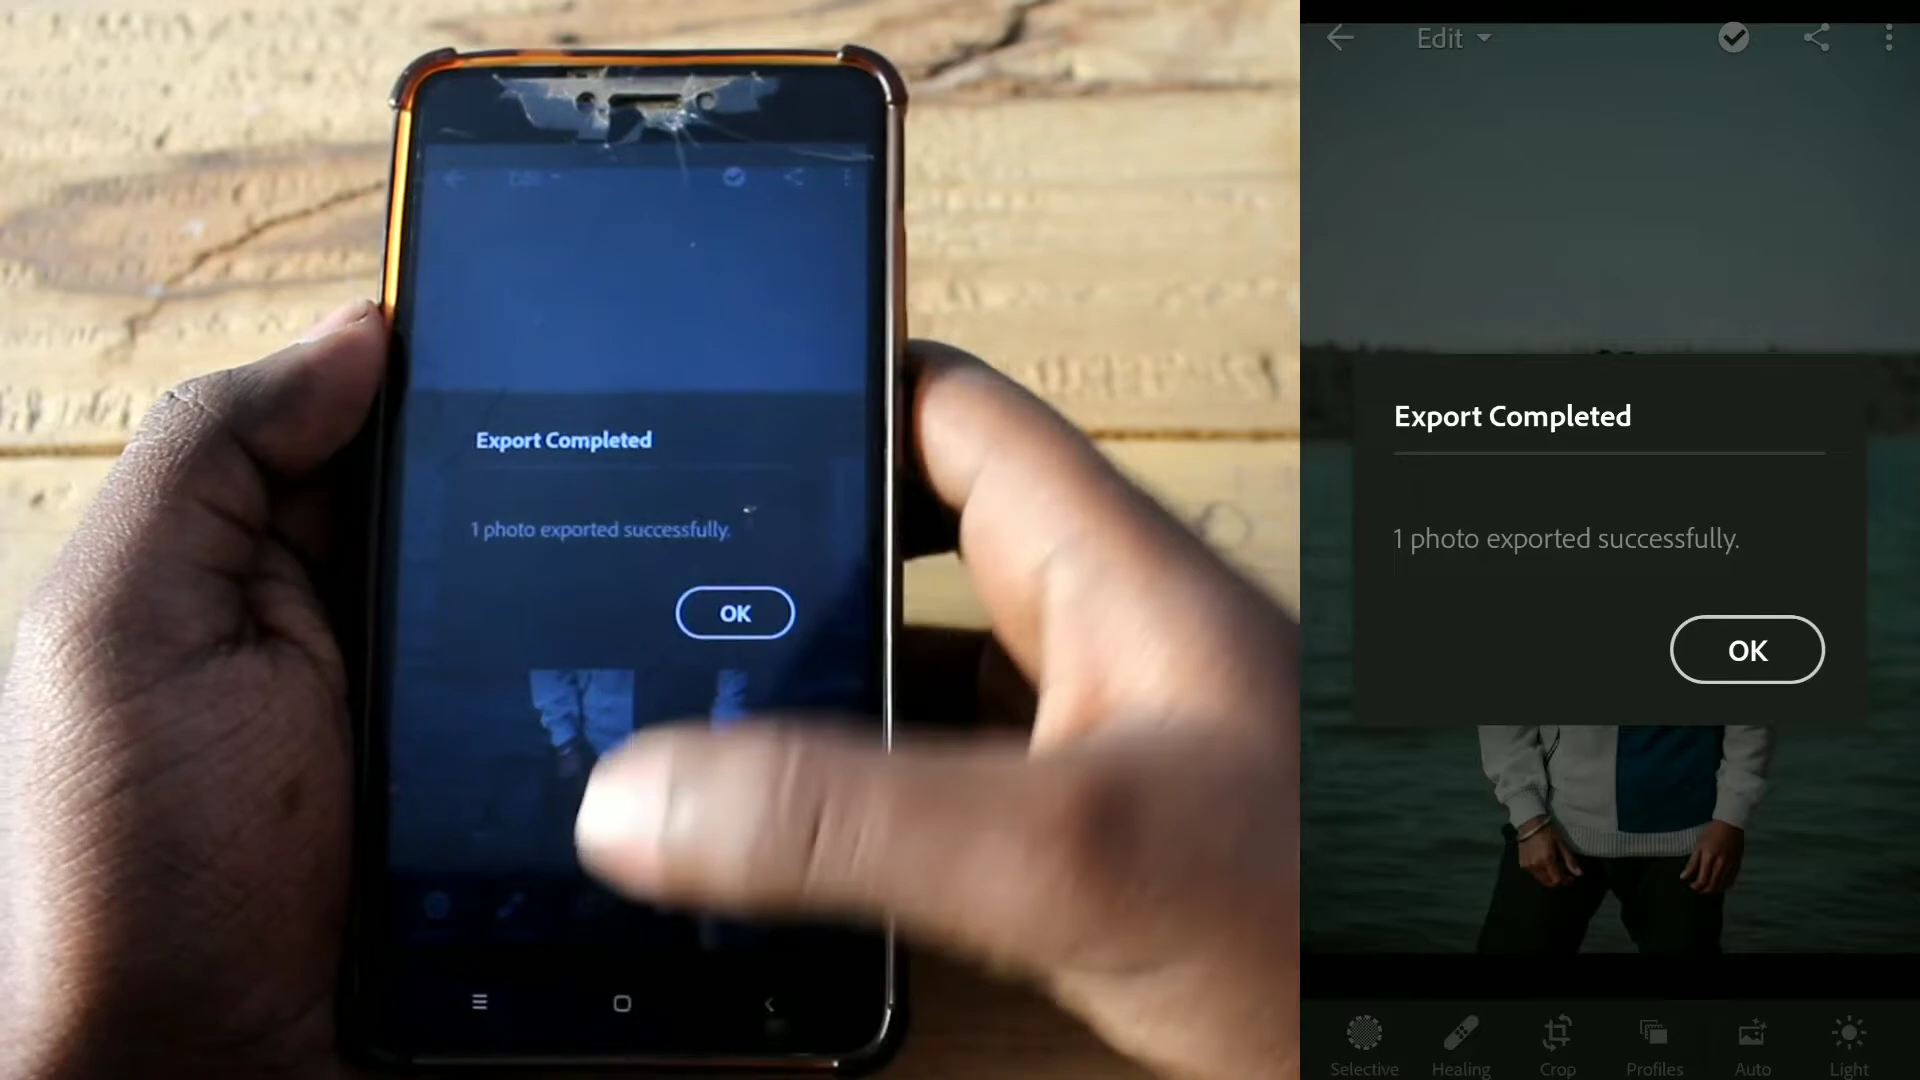 Export Completed
1 photo exported successfully.
OK
Edit
Export Completed
1 photo exported successfully.
OK
Selective
Healing
Crop
Profiles
Auto
Light